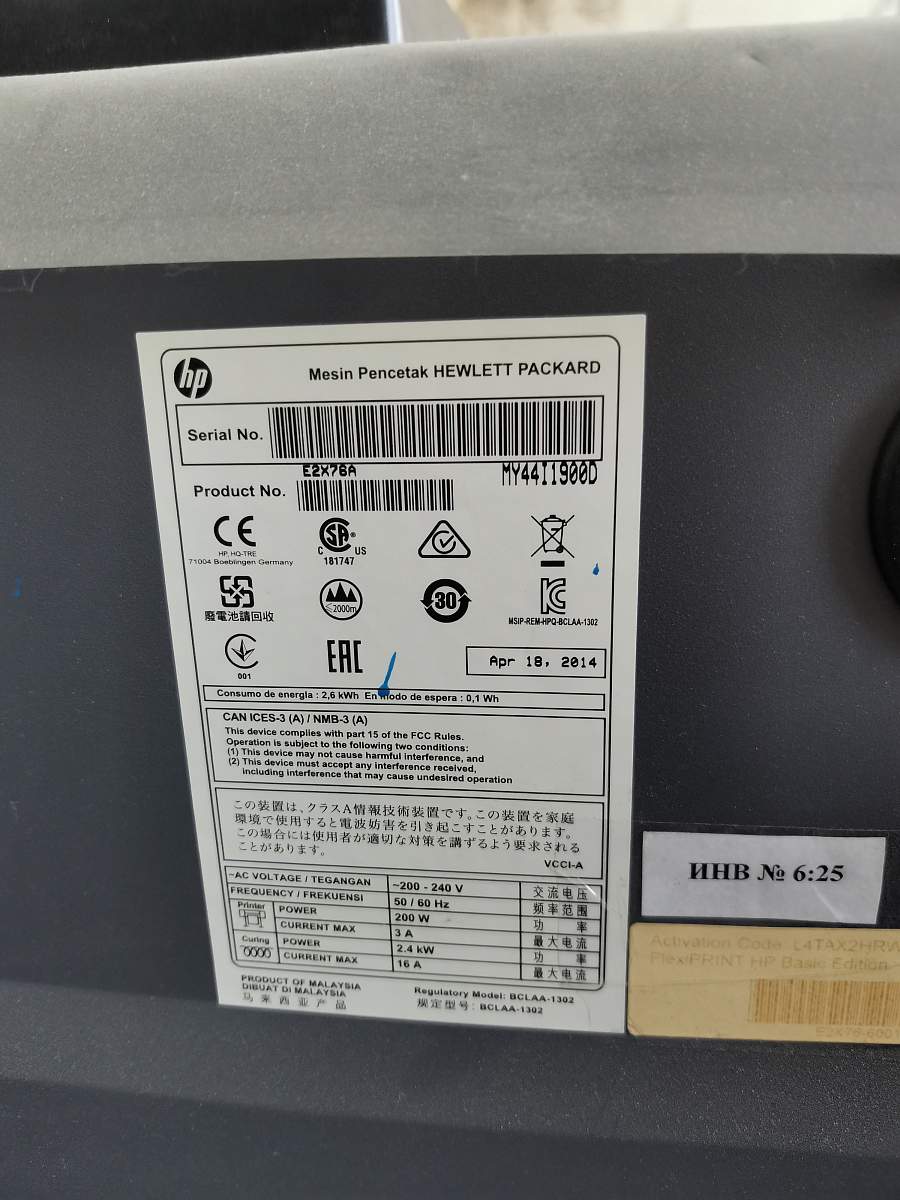 hp
Mesin Pencetak HEWLETT PACKARD
Serial No.
MY44I1900D
E2X76A
Product No.
CE
HP, HQ-TRE
71004 Boeblingen Germany
SA
C US
181747
廢電池請回收
≤2000m
30
MSIP-REM-HPQ-BCLAA-1302
001
EAC
Apr 18, 2014
Consumo de energia : 2,6 kWh En modo de espera : 0,1 Wh
CAN ICES-3 (A) / NMB-3 (A)
This device complies with part 15 of the FCC Rules.
Operation is subject to the following two conditions:
(1) This device may not cause harmful interference, and
(2) This device must accept any interference received,
including interference that may cause undesired operation
この装置は、クラスA情報技術装置です。この装置を家庭
環境で使用すると電波妨害を引き起こすことがあります。
この場合には使用者が適切な対策を講ずるよう要求される
ことがあります。
VCCI-A
~AC VOLTAGE / TEGANGAN ~200 - 240 V 交流电压
FREQUENCY / FREKUENSI 50 / 60 Hz 频率范围
Printer POWER 200 W 功率
CURRENT MAX 3 A 最大电流
Curing POWER 2.4 kW 功率
CURRENT MAX 16 A 最大电流
PRODUCT OF MALAYSIA
DIBUAT DI MALAYSIA
马来西亚产品
Regulatory Model: BCLAA-1302
规定型号: BCLAA-1302
ИНВ № 6:25
Activation Code: L4TAX2HRW
FlexiPRINT HP Basic Edition